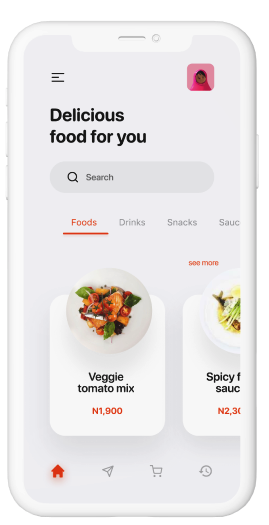 Delicious
food for you
Search
Foods Drinks Snacks Sauc
see more
Veggie
tomato mix
N1,900
Spicy f
sauc
N2,30